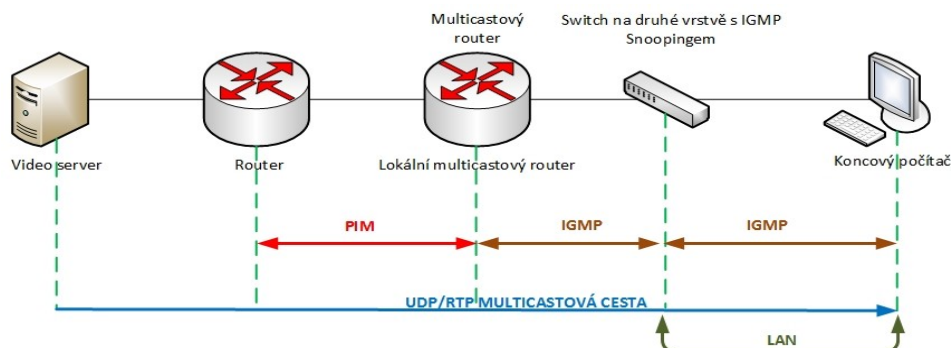 Multicastový
router
Switch na druhé vrstvě s IGMP
Snoopingem
Video server
Router
Lokální multicastový router
Koncový počítač
PIM
IGMP
IGMP
UDP/RTP MULTICASTOVÁ CESTA
LAN